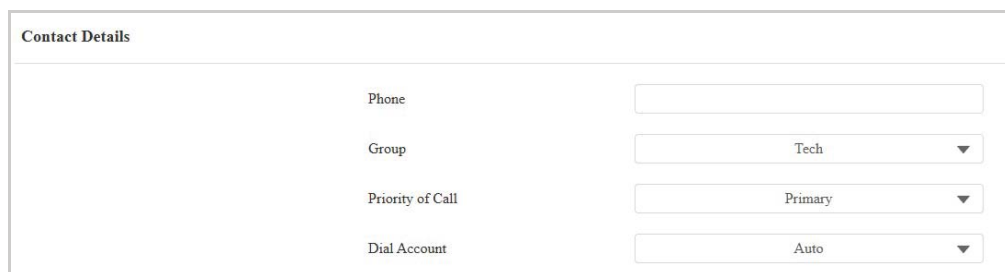 Contact Details
Phone
Group Tech
Priority of Call Primary
Dial Account Auto